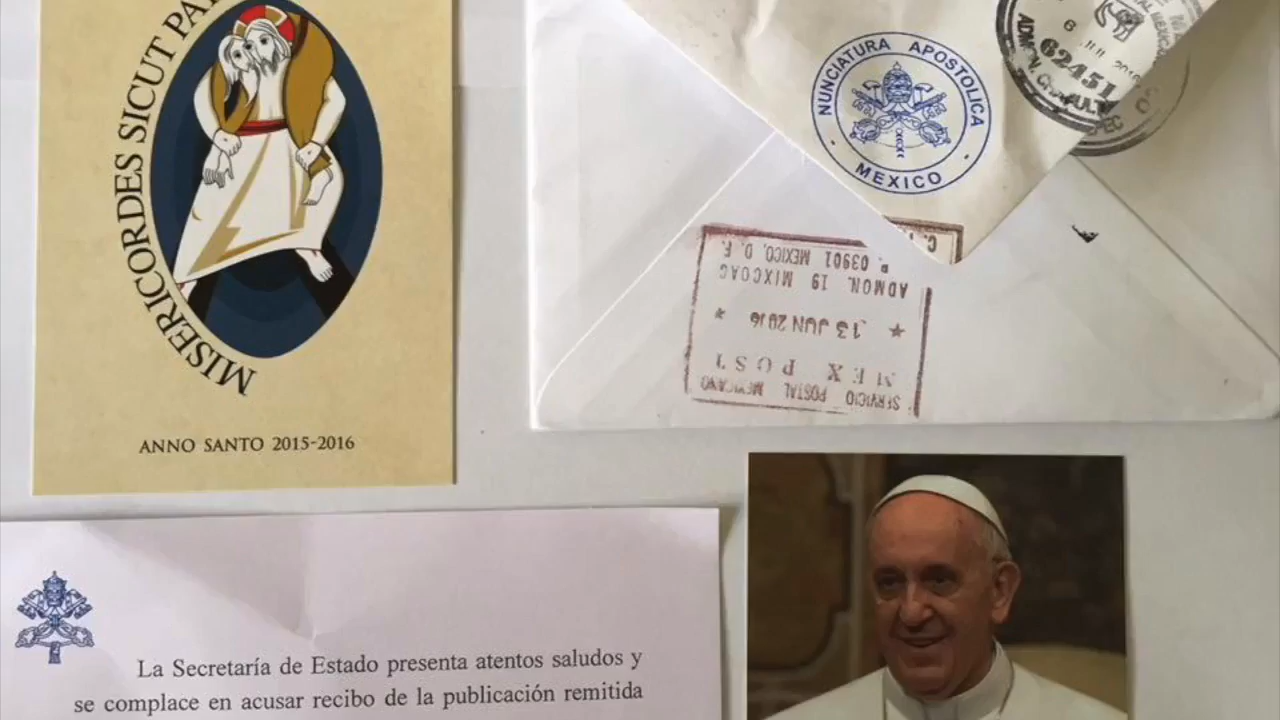 MISERICORDES SICUT PA
ANNO SANTO 2015-2016
NUNCIATURA APOSTOLICA
MEXICO
62451
SERVICIO POSTAL MEXICANO
MEX POST
13 JUN 2016
ADMON. 19 MIXCOAC
03901 MEXICO, D. F.
La Secretaría de Estado presenta atentos saludos y
se complace en acusar recibo de la publicación remitida